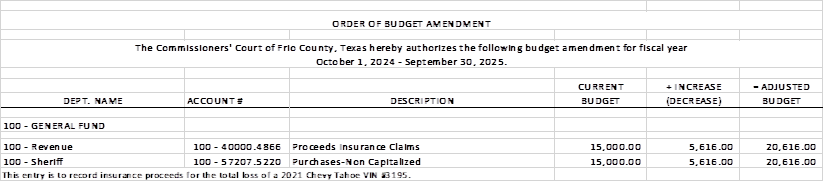 ORDER OF BUDGET AMENDMENT
The Commissioners' Court of Frio County, Texas hereby authorizes the following budget amendment for fiscal year
October 1, 2024 - September 30, 2025.
CURRENT + INCREASE = ADJUSTED
DEPT. NAME ACCOUNT # DESCRIPTION BUDGET (DECREASE) BUDGET
100 - GENERAL FUND
100 - Revenue 100 - 40000.4866 Proceeds Insurance Claims 15,000.00 5,616.00 20,616.00
100 - Sheriff 100 - 57207.5220 Purchases-Non Capitalized 15,000.00 5,616.00 20,616.00
This entry is to record insurance proceeds for the total loss of a 2021 Chevy Tahoe VIN #3195.